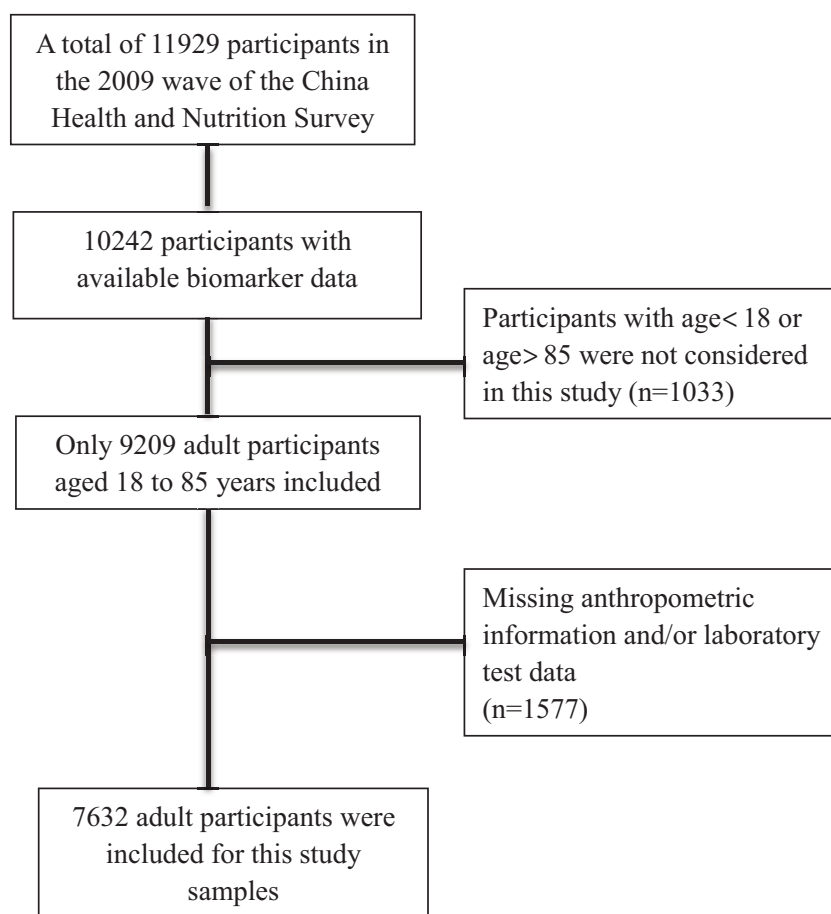 A total of 11929 participants in
the 2009 wave of the China
Health and Nutrition Survey
10242 participants with
available biomarker data
Participants with age< 18 or
age> 85 were not considered
in this study (n=1033)
Only 9209 adult participants
aged 18 to 85 years included
Missing anthropometric
information and/or laboratory
test data
(n=1577)
7632 adult participants were
included for this study
samples